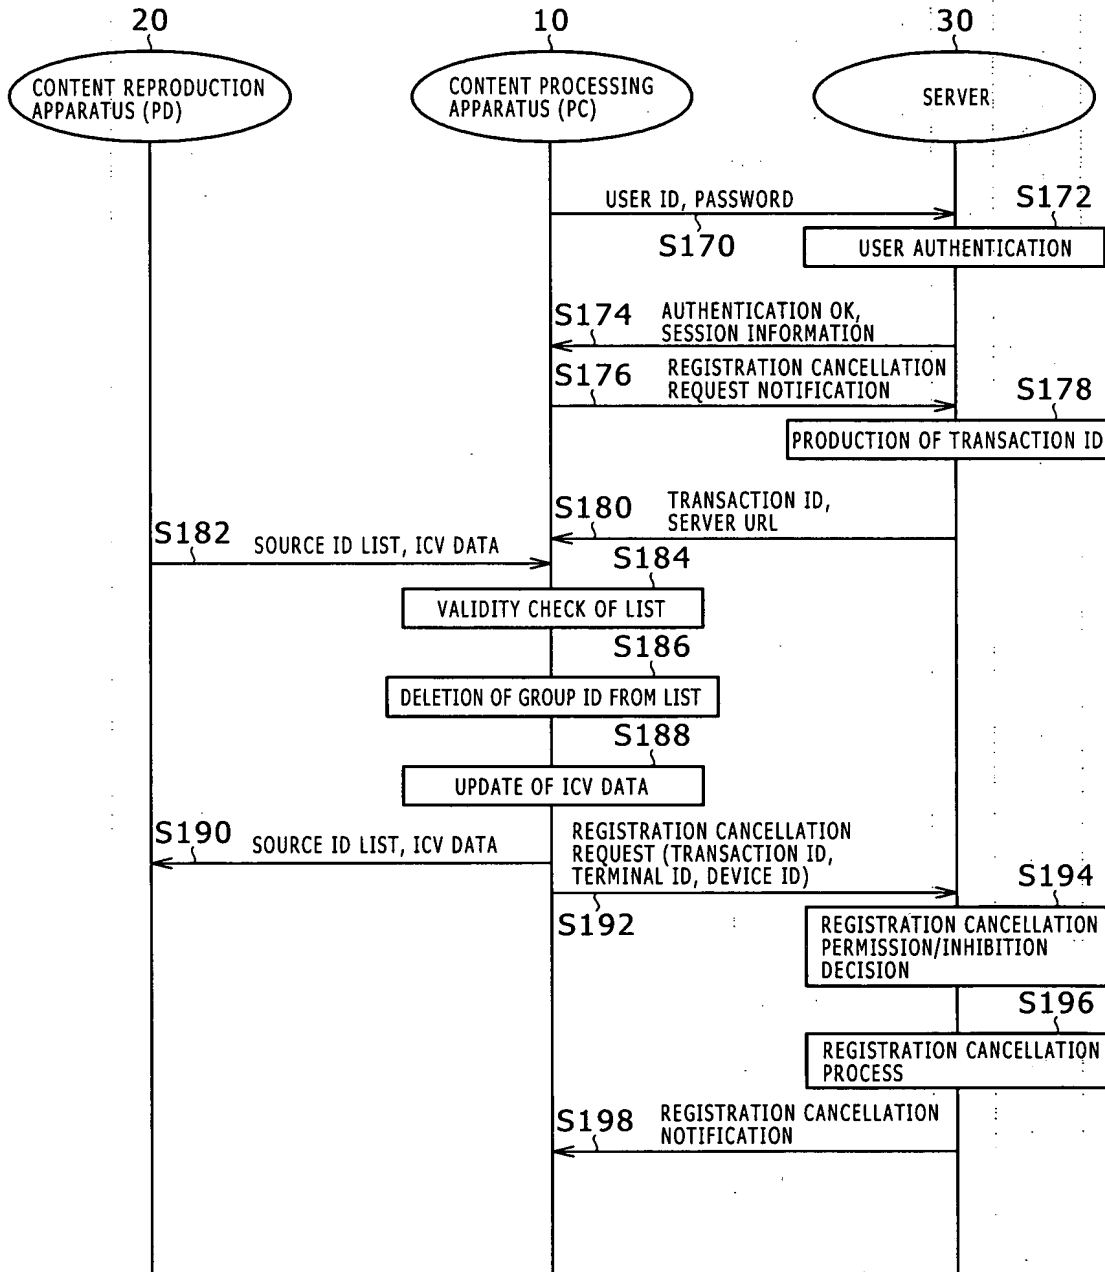 20
10
30
CONTENT REPRODUCTION
APPARATUS (PD)
CONTENT PROCESSING
APPARATUS (PC)
SERVER
USER ID, PASSWORD
S170
S172
USER AUTHENTICATION
S174
AUTHENTICATION OK,
SESSION INFORMATION
S176
REGISTRATION CANCELLATION
REQUEST NOTIFICATION
S178
PRODUCTION OF TRANSACTION ID
S180
TRANSACTION ID,
SERVER URL
S182
SOURCE ID LIST, ICV DATA
S184
VALIDITY CHECK OF LIST
S186
DELETION OF GROUP ID FROM LIST
S188
UPDATE OF ICV DATA
S190
SOURCE ID LIST, ICV DATA
REGISTRATION CANCELLATION
REQUEST (TRANSACTION ID,
TERMINAL ID, DEVICE ID)
S192
S194
REGISTRATION CANCELLATION
PERMISSION/INHIBITION
DECISION
S196
REGISTRATION CANCELLATION
PROCESS
S198
REGISTRATION CANCELLATION
NOTIFICATION